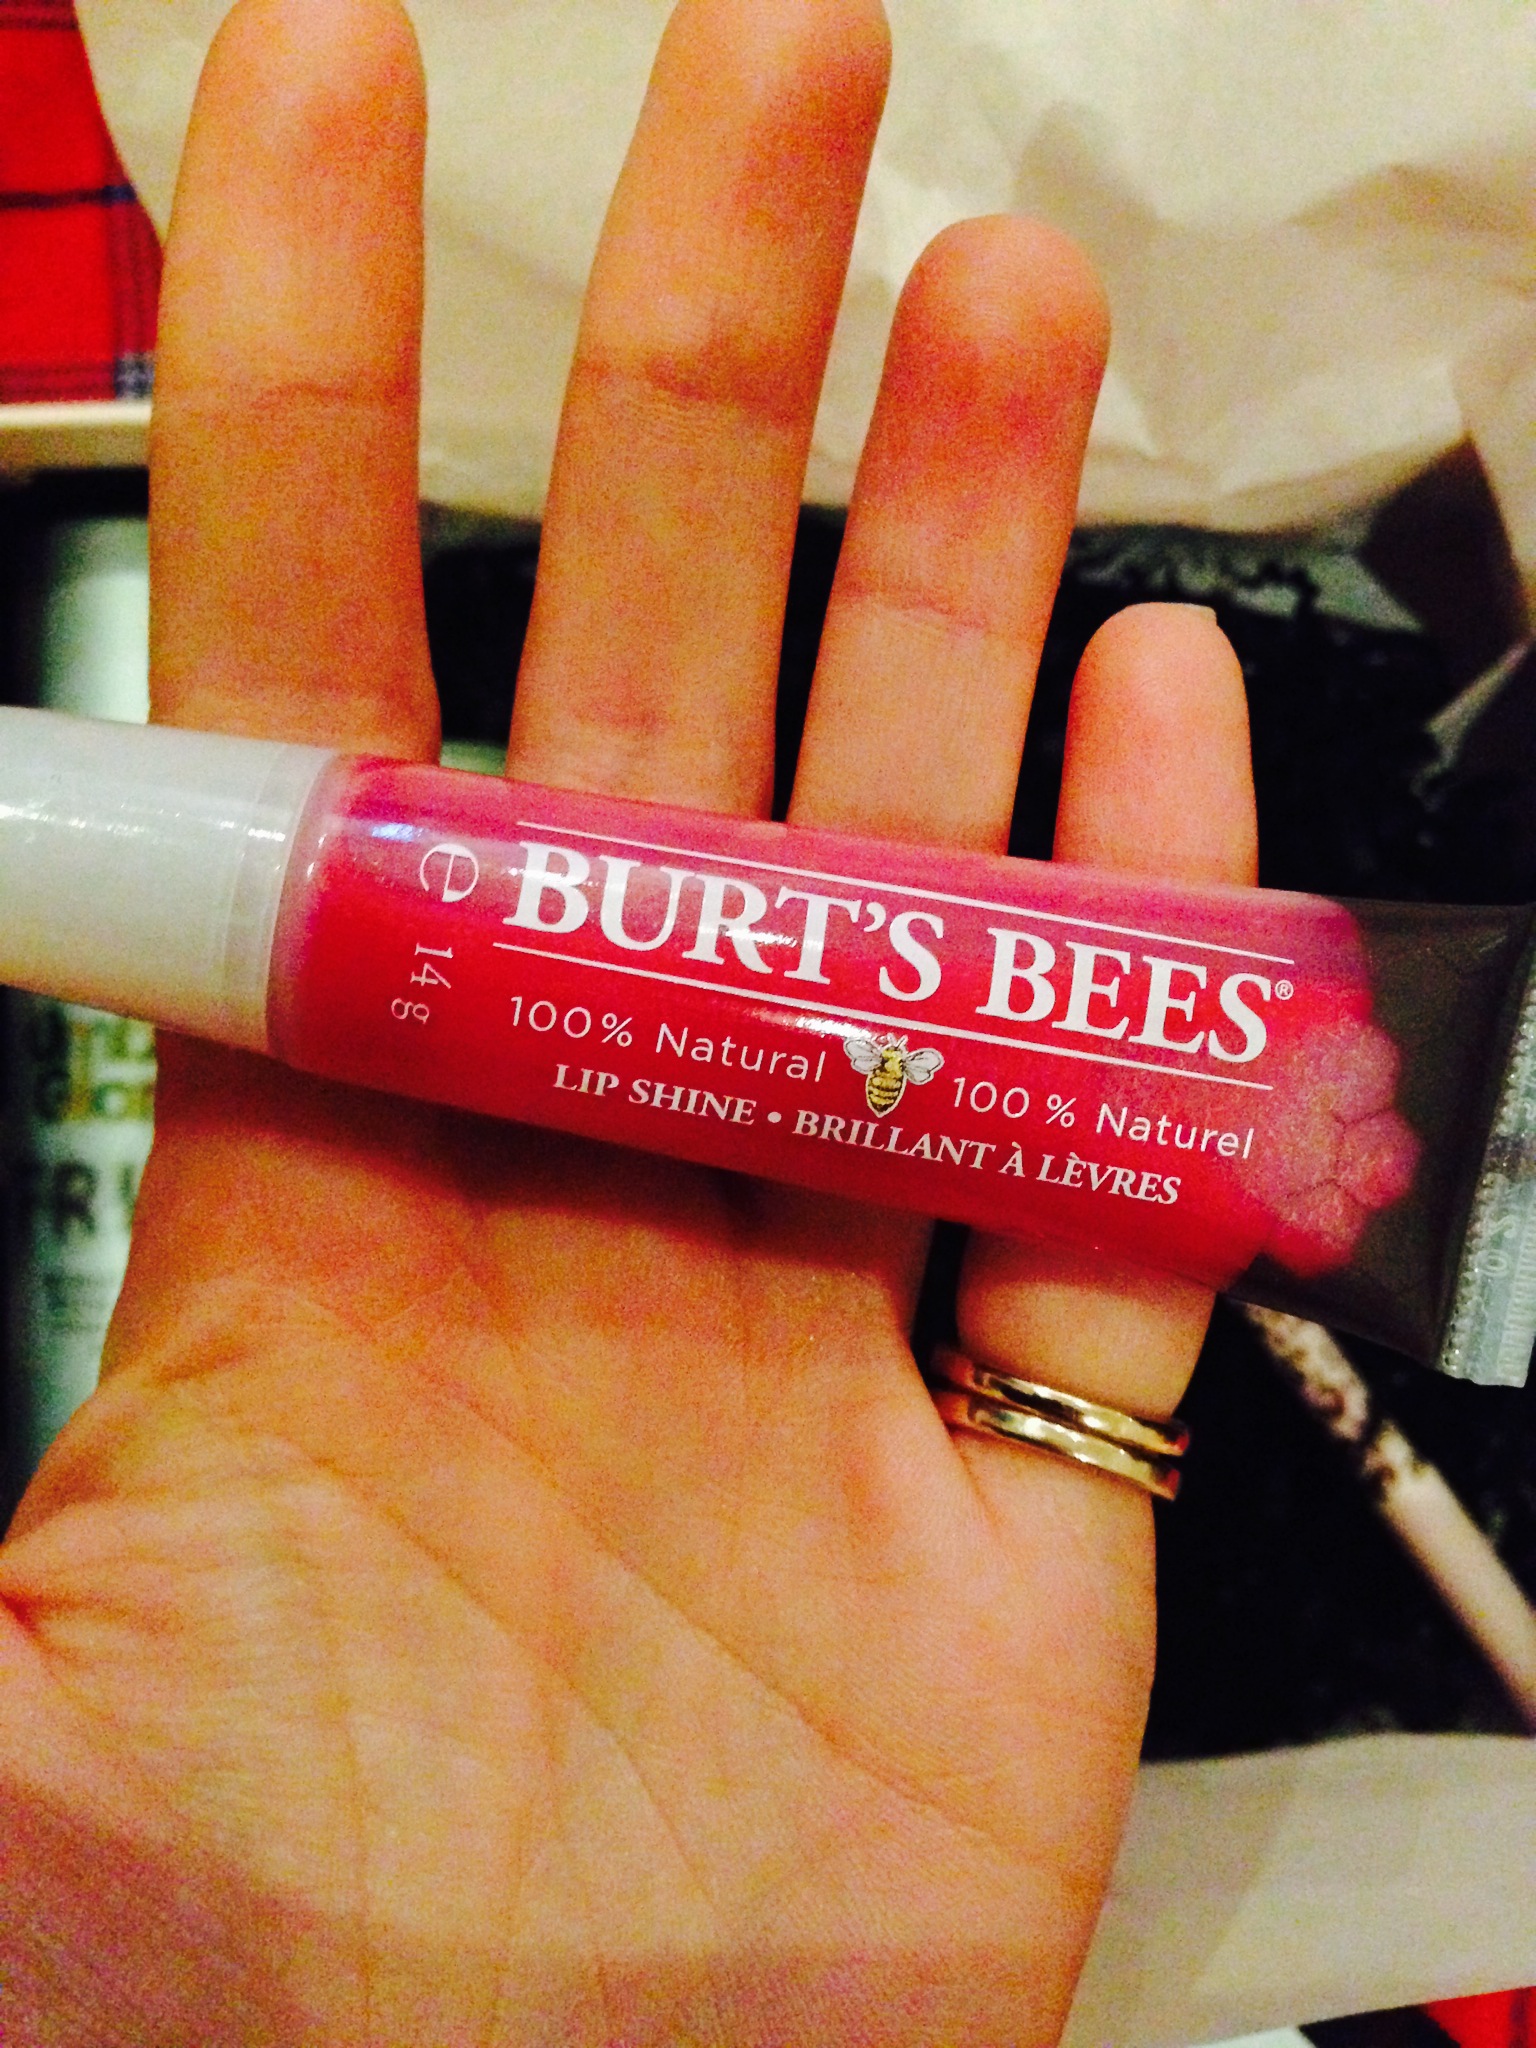 BURT'S BEES®
100% Natural 100 % Naturel
LIP SHINE • BRILLANT À LÈVRES
e 14 g